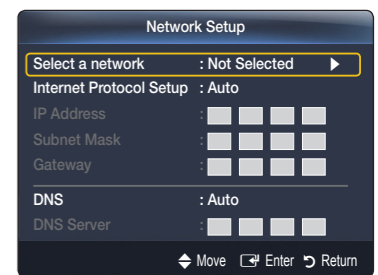 Network Setup
Select a network : Not Selected
Internet Protocol Setup : Auto
IP Address :
Subnet Mask :
Gateway :
DNS : Auto
DNS Server :
Move Enter Return